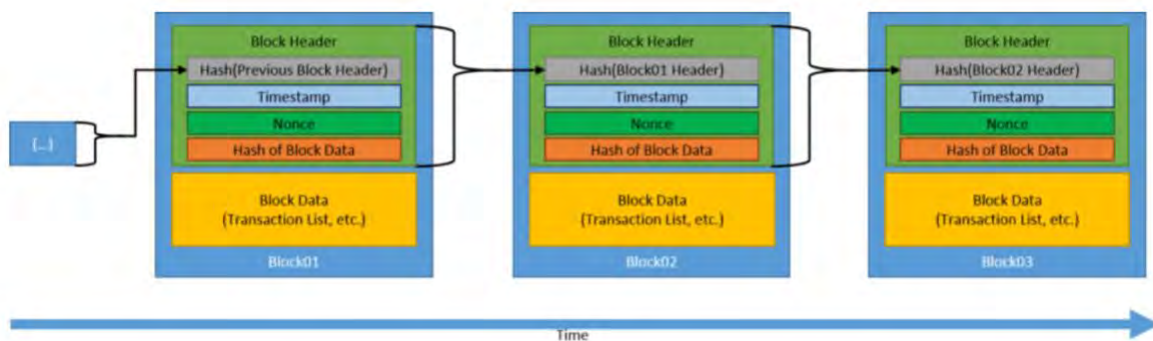 (...)
Block Header
Hash(Previous Block Header)
Timestamp
Nonce
Hash of Block Data
Block Data
(Transaction List, etc.)
Block01
Block Header
Hash(Block01 Header)
Timestamp
Nonce
Hash of Block Data
Block Data
(Transaction List, etc.)
Block02
Block Header
Hash(Block02 Header)
Timestamp
Nonce
Hash of Block Data
Block Data
(Transaction List, etc.)
Block03
Time